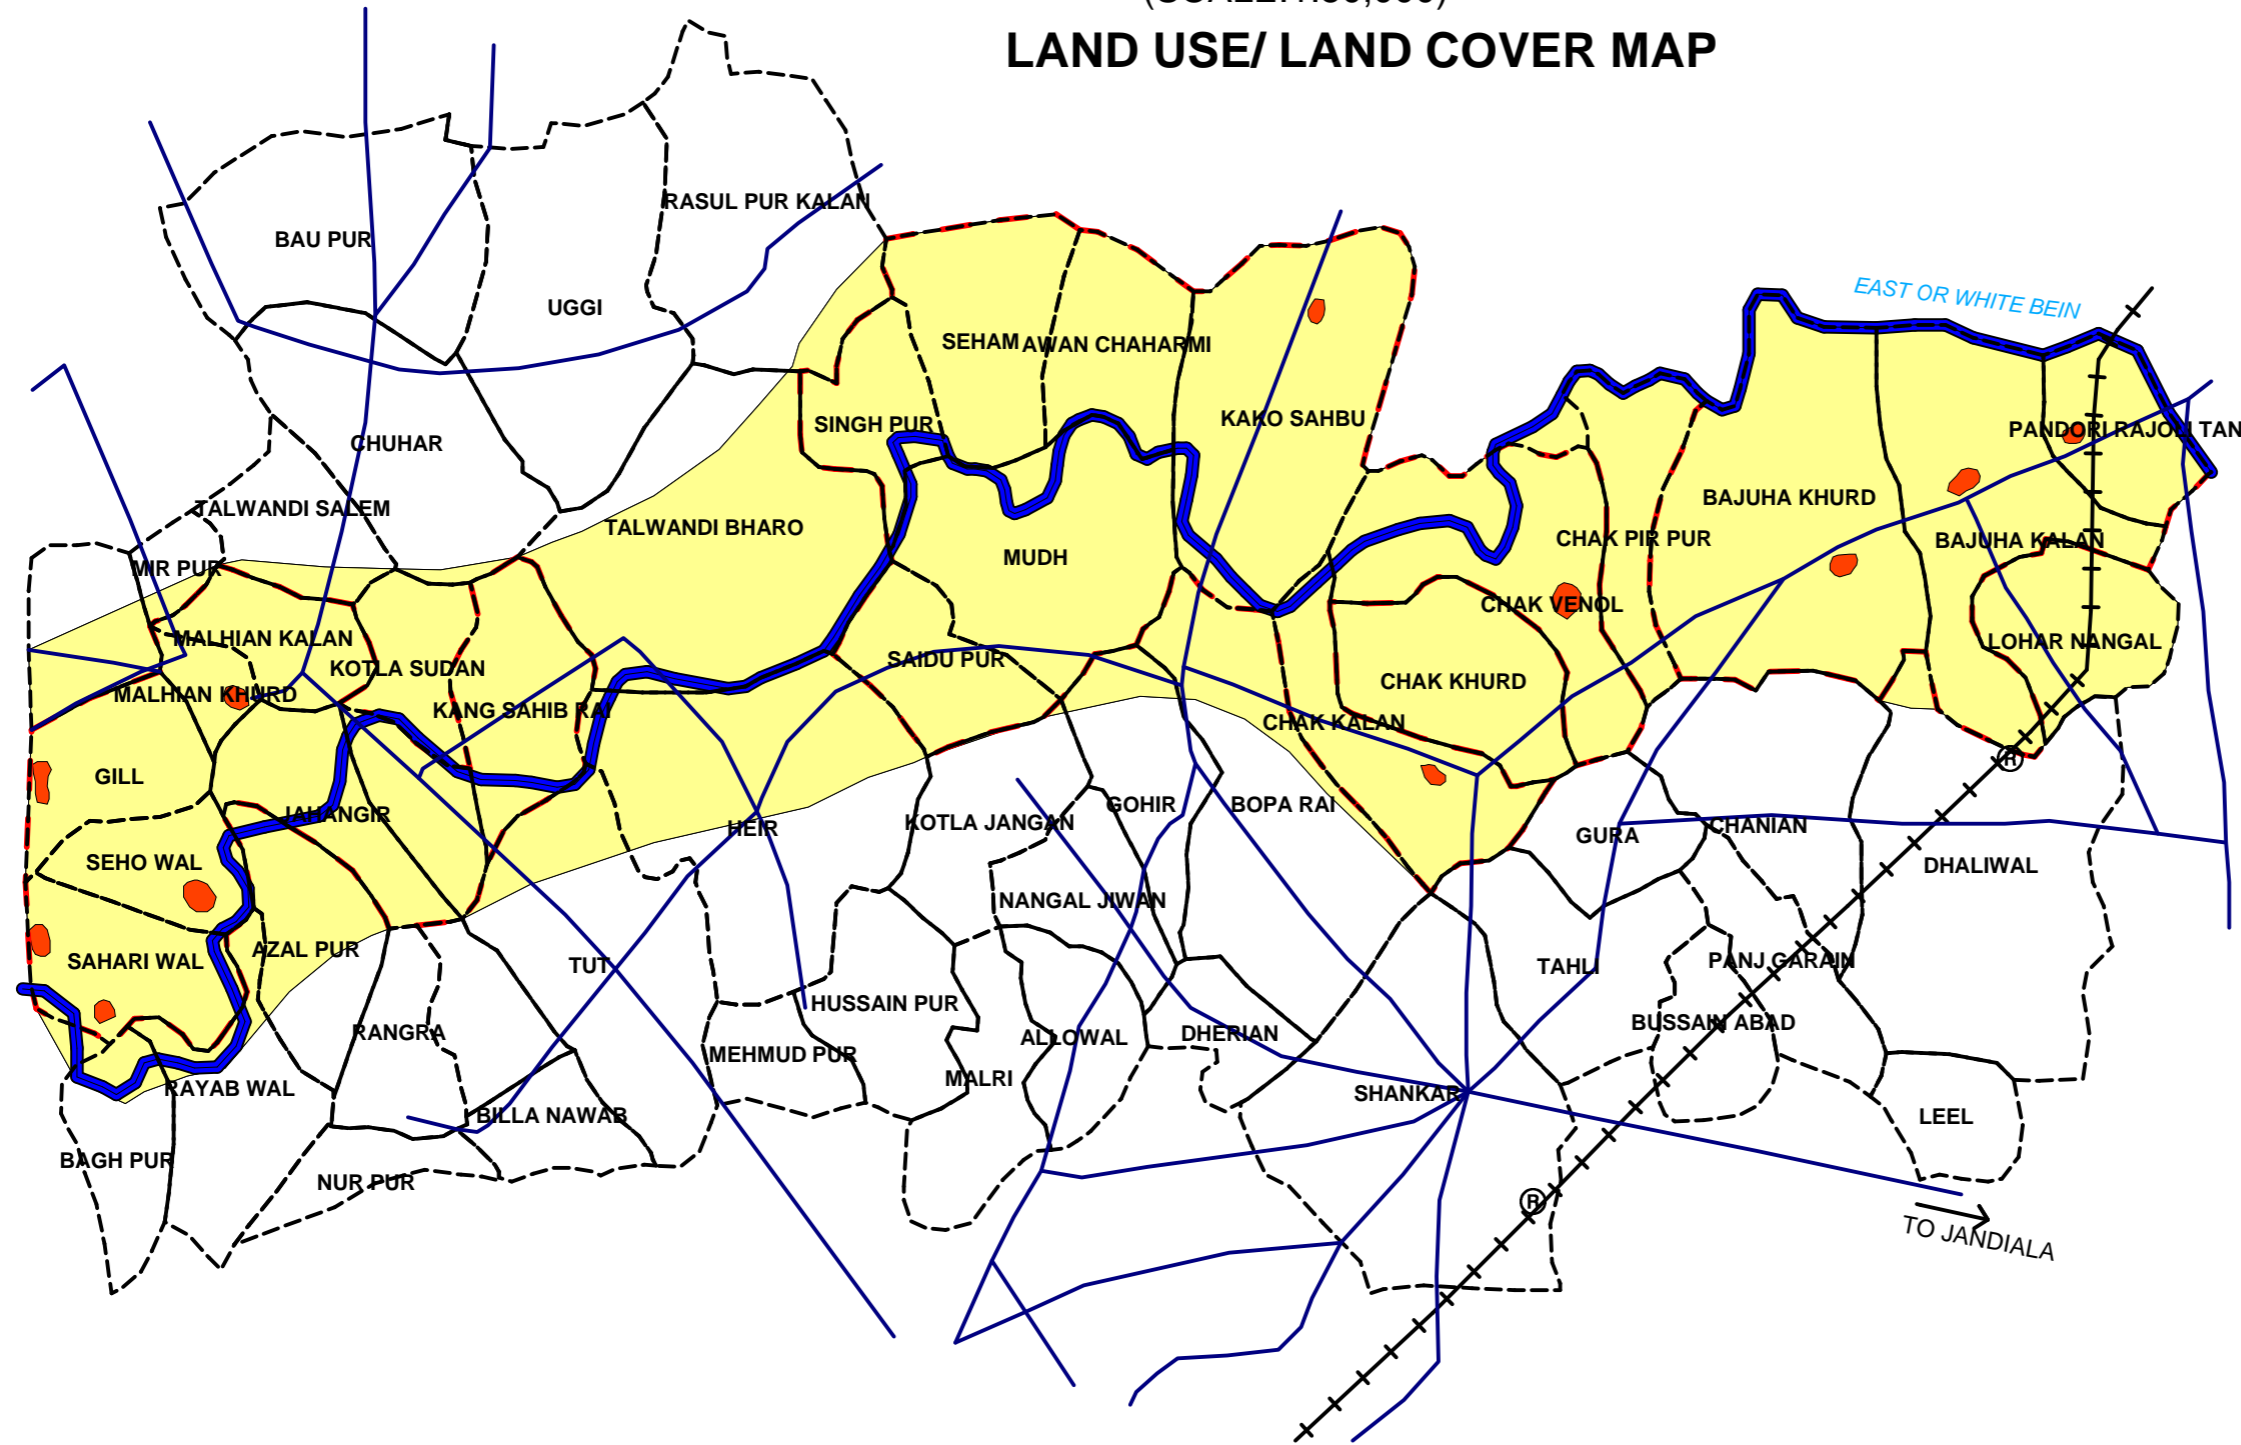 LAND USE/ LAND COVER MAP
RASUL PUR KALAN
BAU PUR
EAST OR WHITE BEIN
UGGI
SEHAM
AWAN CHAHARMI
KAKO SAHBU
SINGH PUR
PANDORI RAJON TAN
CHUHAR
BAJUHA KHURD
TALWANDI SALEM
TALWANDI BHARO
CHAK PIR PUR
BAJUHA KALAN
MUDH
MIR PUR
CHAK VENOL
MALHIAN KALAN
LOHAR NANGAL
SAIDU PUR
KOTLA SUDAN
CHAK KHURD
MALHIAN KHURD
KANG SAHIB RAI
CHAK KALAN
R
GILL
GOHIR
BOPA RAI
JAHANGIR
KOTLA JANGAN
HEIR
CHANIAN
GURA
SEHO WAL
DHALIWAL
NANGAL JIWAN
AZAL PUR
SAHARI WAL
TUT
TAHLI
PANJ GARAIN
HUSSAIN PUR
RANGRA
BUSSAIN ABAD
ALLOWAL
DHERIAN
MEHMUD PUR
MALRI
RAYAB WAL
SHANKAR
BILLA NAWAB
LEEL
BAGH PUR
NUR PUR
R
TO JANDIALA